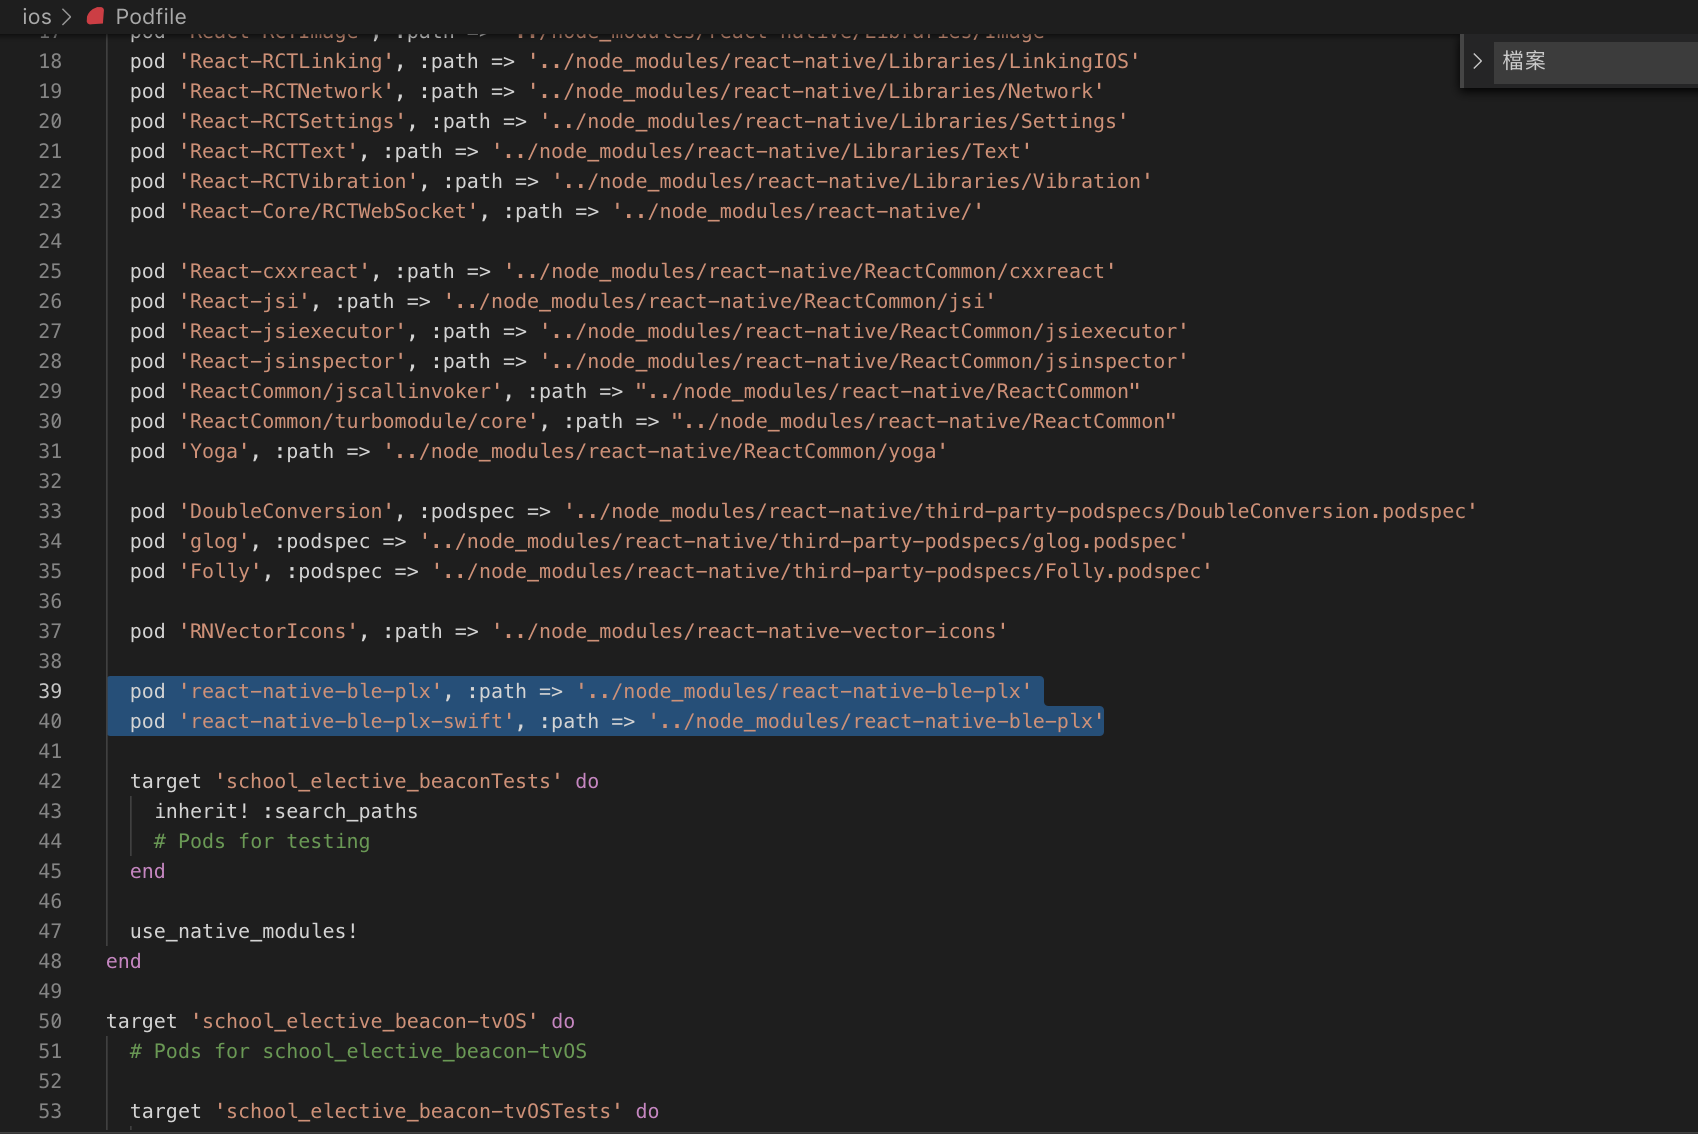 ios > Podfile
檔案
17 pod 'React-RCTImage', :path => '../node_modules/react-native/Libraries/Image'
18 pod 'React-RCTLinking', :path => '../node_modules/react-native/Libraries/LinkingIOS'
19 pod 'React-RCTNetwork', :path => '../node_modules/react-native/Libraries/Network'
20 pod 'React-RCTSettings', :path => '../node_modules/react-native/Libraries/Settings'
21 pod 'React-RCTText', :path => '../node_modules/react-native/Libraries/Text'
22 pod 'React-RCTVibration', :path => '../node_modules/react-native/Libraries/Vibration'
23 pod 'React-Core/RCTWebSocket', :path => '../node_modules/react-native/'
24
25 pod 'React-cxxreact', :path => '../node_modules/react-native/ReactCommon/cxxreact'
26 pod 'React-jsi', :path => '../node_modules/react-native/ReactCommon/jsi'
27 pod 'React-jsiexecutor', :path => '../node_modules/react-native/ReactCommon/jsiexecutor'
28 pod 'React-jsinspector', :path => '../node_modules/react-native/ReactCommon/jsinspector'
29 pod 'ReactCommon/jscallinvoker', :path => "../node_modules/react-native/ReactCommon"
30 pod 'ReactCommon/turbomodule/core', :path => "../node_modules/react-native/ReactCommon"
31 pod 'Yoga', :path => '../node_modules/react-native/ReactCommon/yoga'
32
33 pod 'DoubleConversion', :podspec => '../node_modules/react-native/third-party-podspecs/DoubleConversion.podspec'
34 pod 'glog', :podspec => '../node_modules/react-native/third-party-podspecs/glog.podspec'
35 pod 'Folly', :podspec => '../node_modules/react-native/third-party-podspecs/Folly.podspec'
36
37 pod 'RNVectorIcons', :path => '../node_modules/react-native-vector-icons'
38
39 pod 'react-native-ble-plx', :path => '../node_modules/react-native-ble-plx'
40 pod 'react-native-ble-plx-swift', :path => '../node_modules/react-native-ble-plx'
41
42 target 'school_elective_beaconTests' do
43 inherit! :search_paths
44 # Pods for testing
45 end
46
47 use_native_modules!
48 end
49
50 target 'school_elective_beacon-tvOS' do
51 # Pods for school_elective_beacon-tvOS
52
53 target 'school_elective_beacon-tvOSTests' do